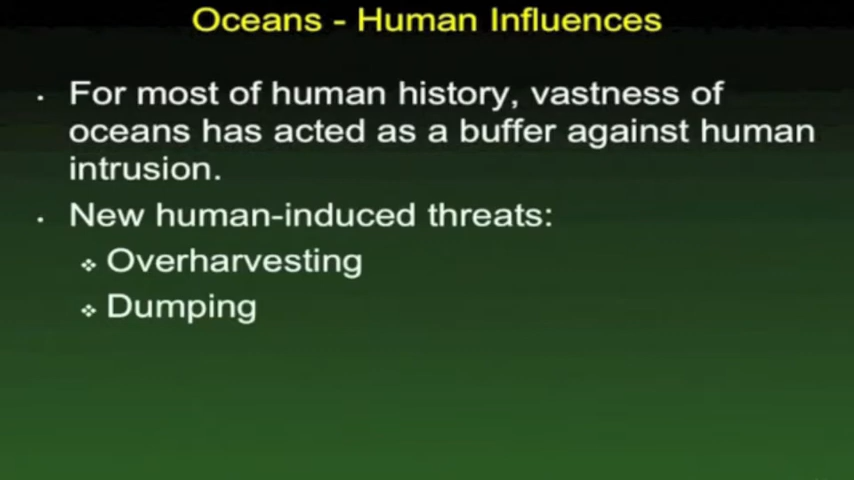 Oceans - Human Influences
· For most of human history, vastness of
oceans has acted as a buffer against human
intrusion.
· New human-induced threats:
❖ Overharvesting
❖ Dumping